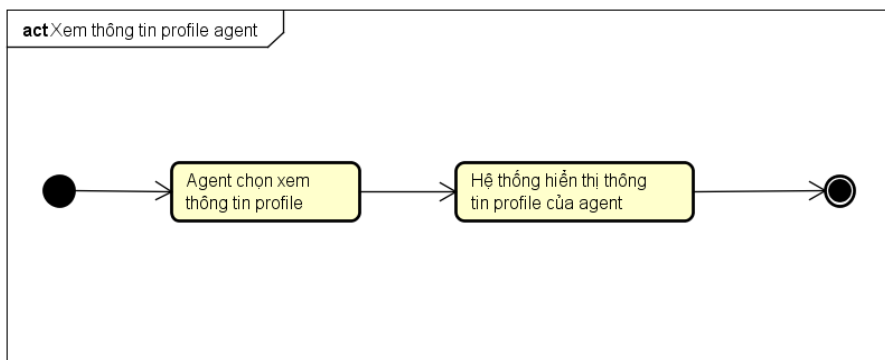 act Xem thông tin profile agent
Agent chọn xem
thông tin profile
Hệ thống hiển thị thông
tin profile của agent